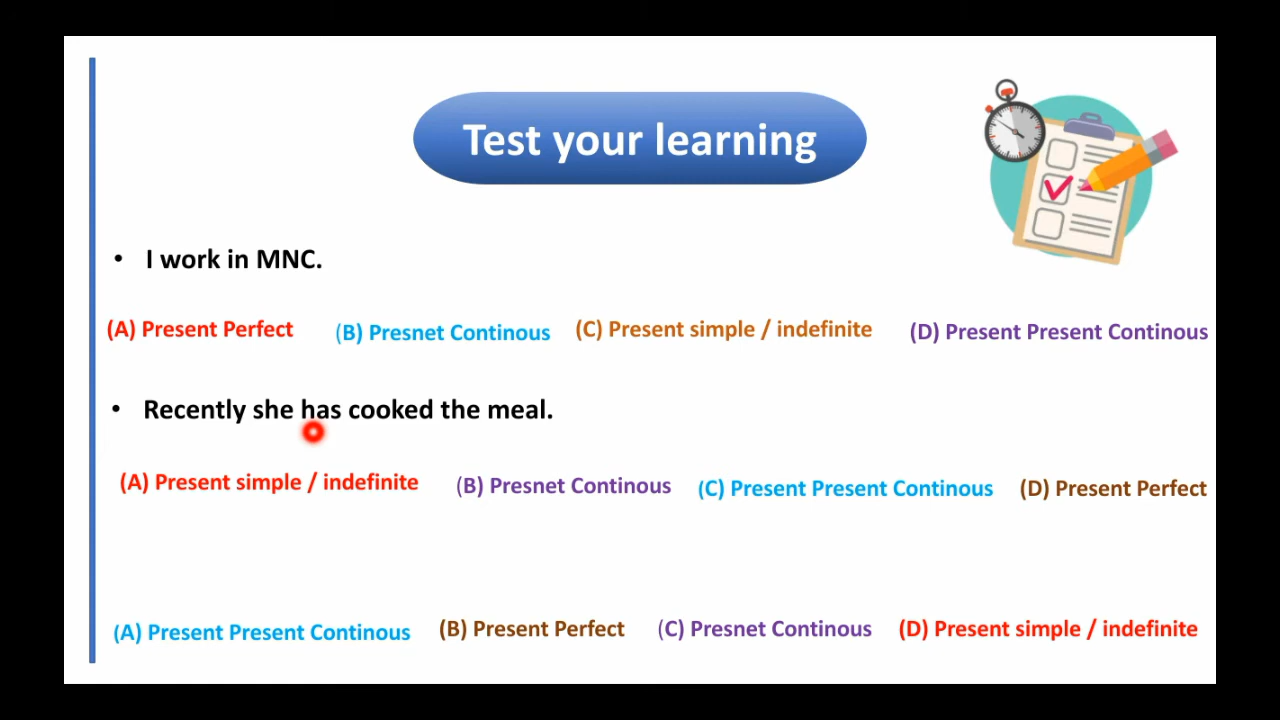 Test your learning
• I work in MNC.
(A) Present Perfect (B) Presnet Continous (C) Present simple / indefinite (D) Present Present Continous
• Recently she has cooked the meal.
(A) Present simple / indefinite (B) Presnet Continous (C) Present Present Continous (D) Present Perfect
(A) Present Present Continous (B) Present Perfect (C) Presnet Continous (D) Present simple / indefinite